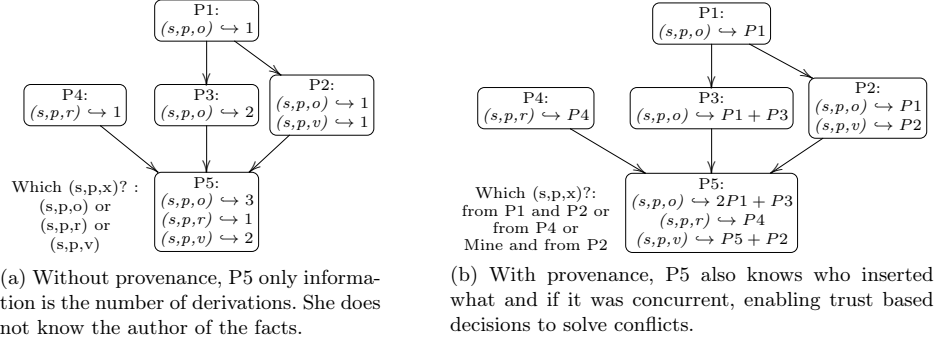 P1:
(s,p,o) ↪ 1
P4:
(s,p,r) ↪ 1
P3:
(s,p,o) ↪ 2
P2:
(s,p,o) ↪ 1
(s,p,v) ↪ 1
Which (s,p,x)? :
(s,p,o) or
(s,p,r) or
(s,p,v)
P5:
(s,p,o) ↪ 3
(s,p,r) ↪ 1
(s,p,v) ↪ 2
(a) Without provenance, P5 only informa-
tion is the number of derivations. She does
not know the author of the facts.
P1:
(s,p,o) ↪ P1
P4:
(s,p,r) ↪ P4
P3:
(s,p,o) ↪ P1 + P3
P2:
(s,p,o) ↪ P1
(s,p,v) ↪ P2
Which (s,p,x)?:
from P1 and P2 or
from P4 or
Mine and from P2
P5:
(s,p,o) ↪ 2P1 + P3
(s,p,r) ↪ P4
(s,p,v) ↪ P5 + P2
(b) With provenance, P5 also knows who inserted
what and if it was concurrent, enabling trust based
decisions to solve conflicts.